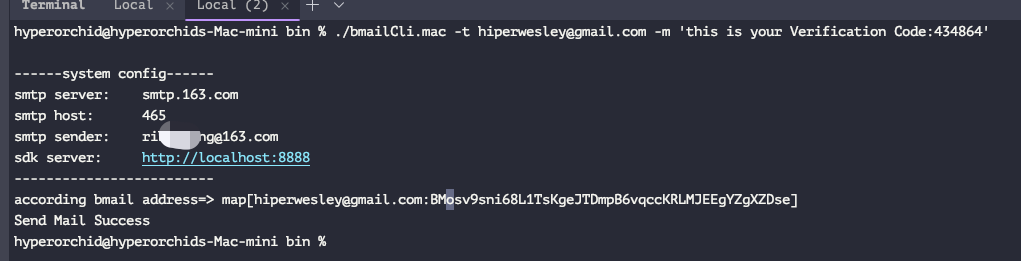 Terminal Local × Local (2) × +
hyperorchid@hyperorchids-Mac-mini bin % ./bmailCli.mac -t hiperwesley@gmail.com -m 'this is your Verification Code:434864'
------system config------
smtp server: smtp.163.com
smtp host: 465
smtp sender: ri ng@163.com
sdk server: http://localhost:8888
------------------------
according bmail address=> map[hiperwesley@gmail.com:BMosv9sni68L1TsKgeJTDmpB6vqccKRLMJEEgYZgXZDse]
Send Mail Success
hyperorchid@hyperorchids-Mac-mini bin %